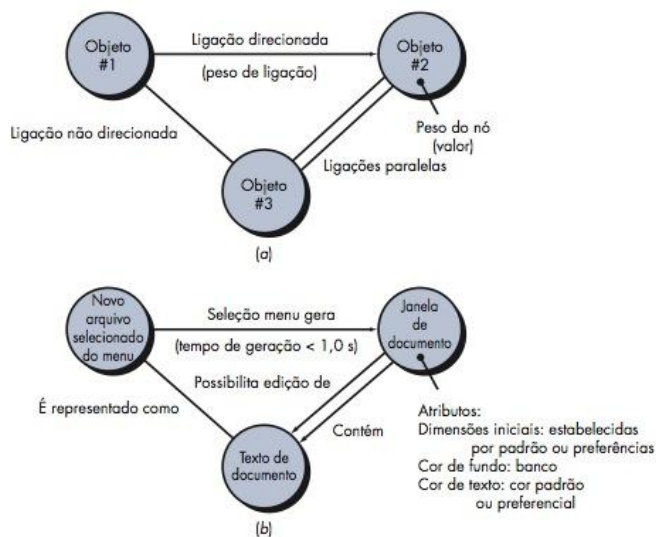 Objeto
#1
Ligação direcionada
(peso de ligação)
Objeto
#2
Ligação não direcionada
Peso do nó
(valor)
Ligações paralelas
Objeto
#3
(a)
Novo
arquivo
selecionado
do menu
Seleção menu gera
(tempo de geração < 1,0 s)
Janela
de
documento
Possibilita edição de
É representado como
Contém
Atributos:
Dimensões iniciais: estabelecidas
por padrão ou preferências
Cor de fundo: banco
Cor de texto: cor padrão
ou preferencial
Texto de
documento
(b)